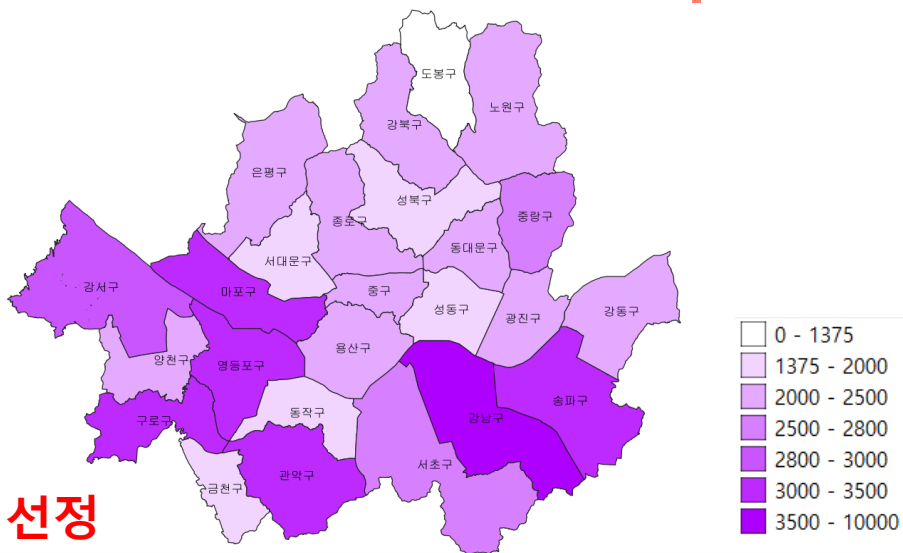 도봉구
노원구
강북구
은평구
성북구
중랑구
종로구
동대문구
서대문구
강서구
마포구
중구
성동구
광진구
강동구
용산구
양천구
영등포구
동작구
강남구
송파구
구로구
서초구
관악구
금천구
0 - 1375
1375 - 2000
2000 - 2500
2500 - 2800
2800 - 3000
3000 - 3500
3500 - 10000
선정